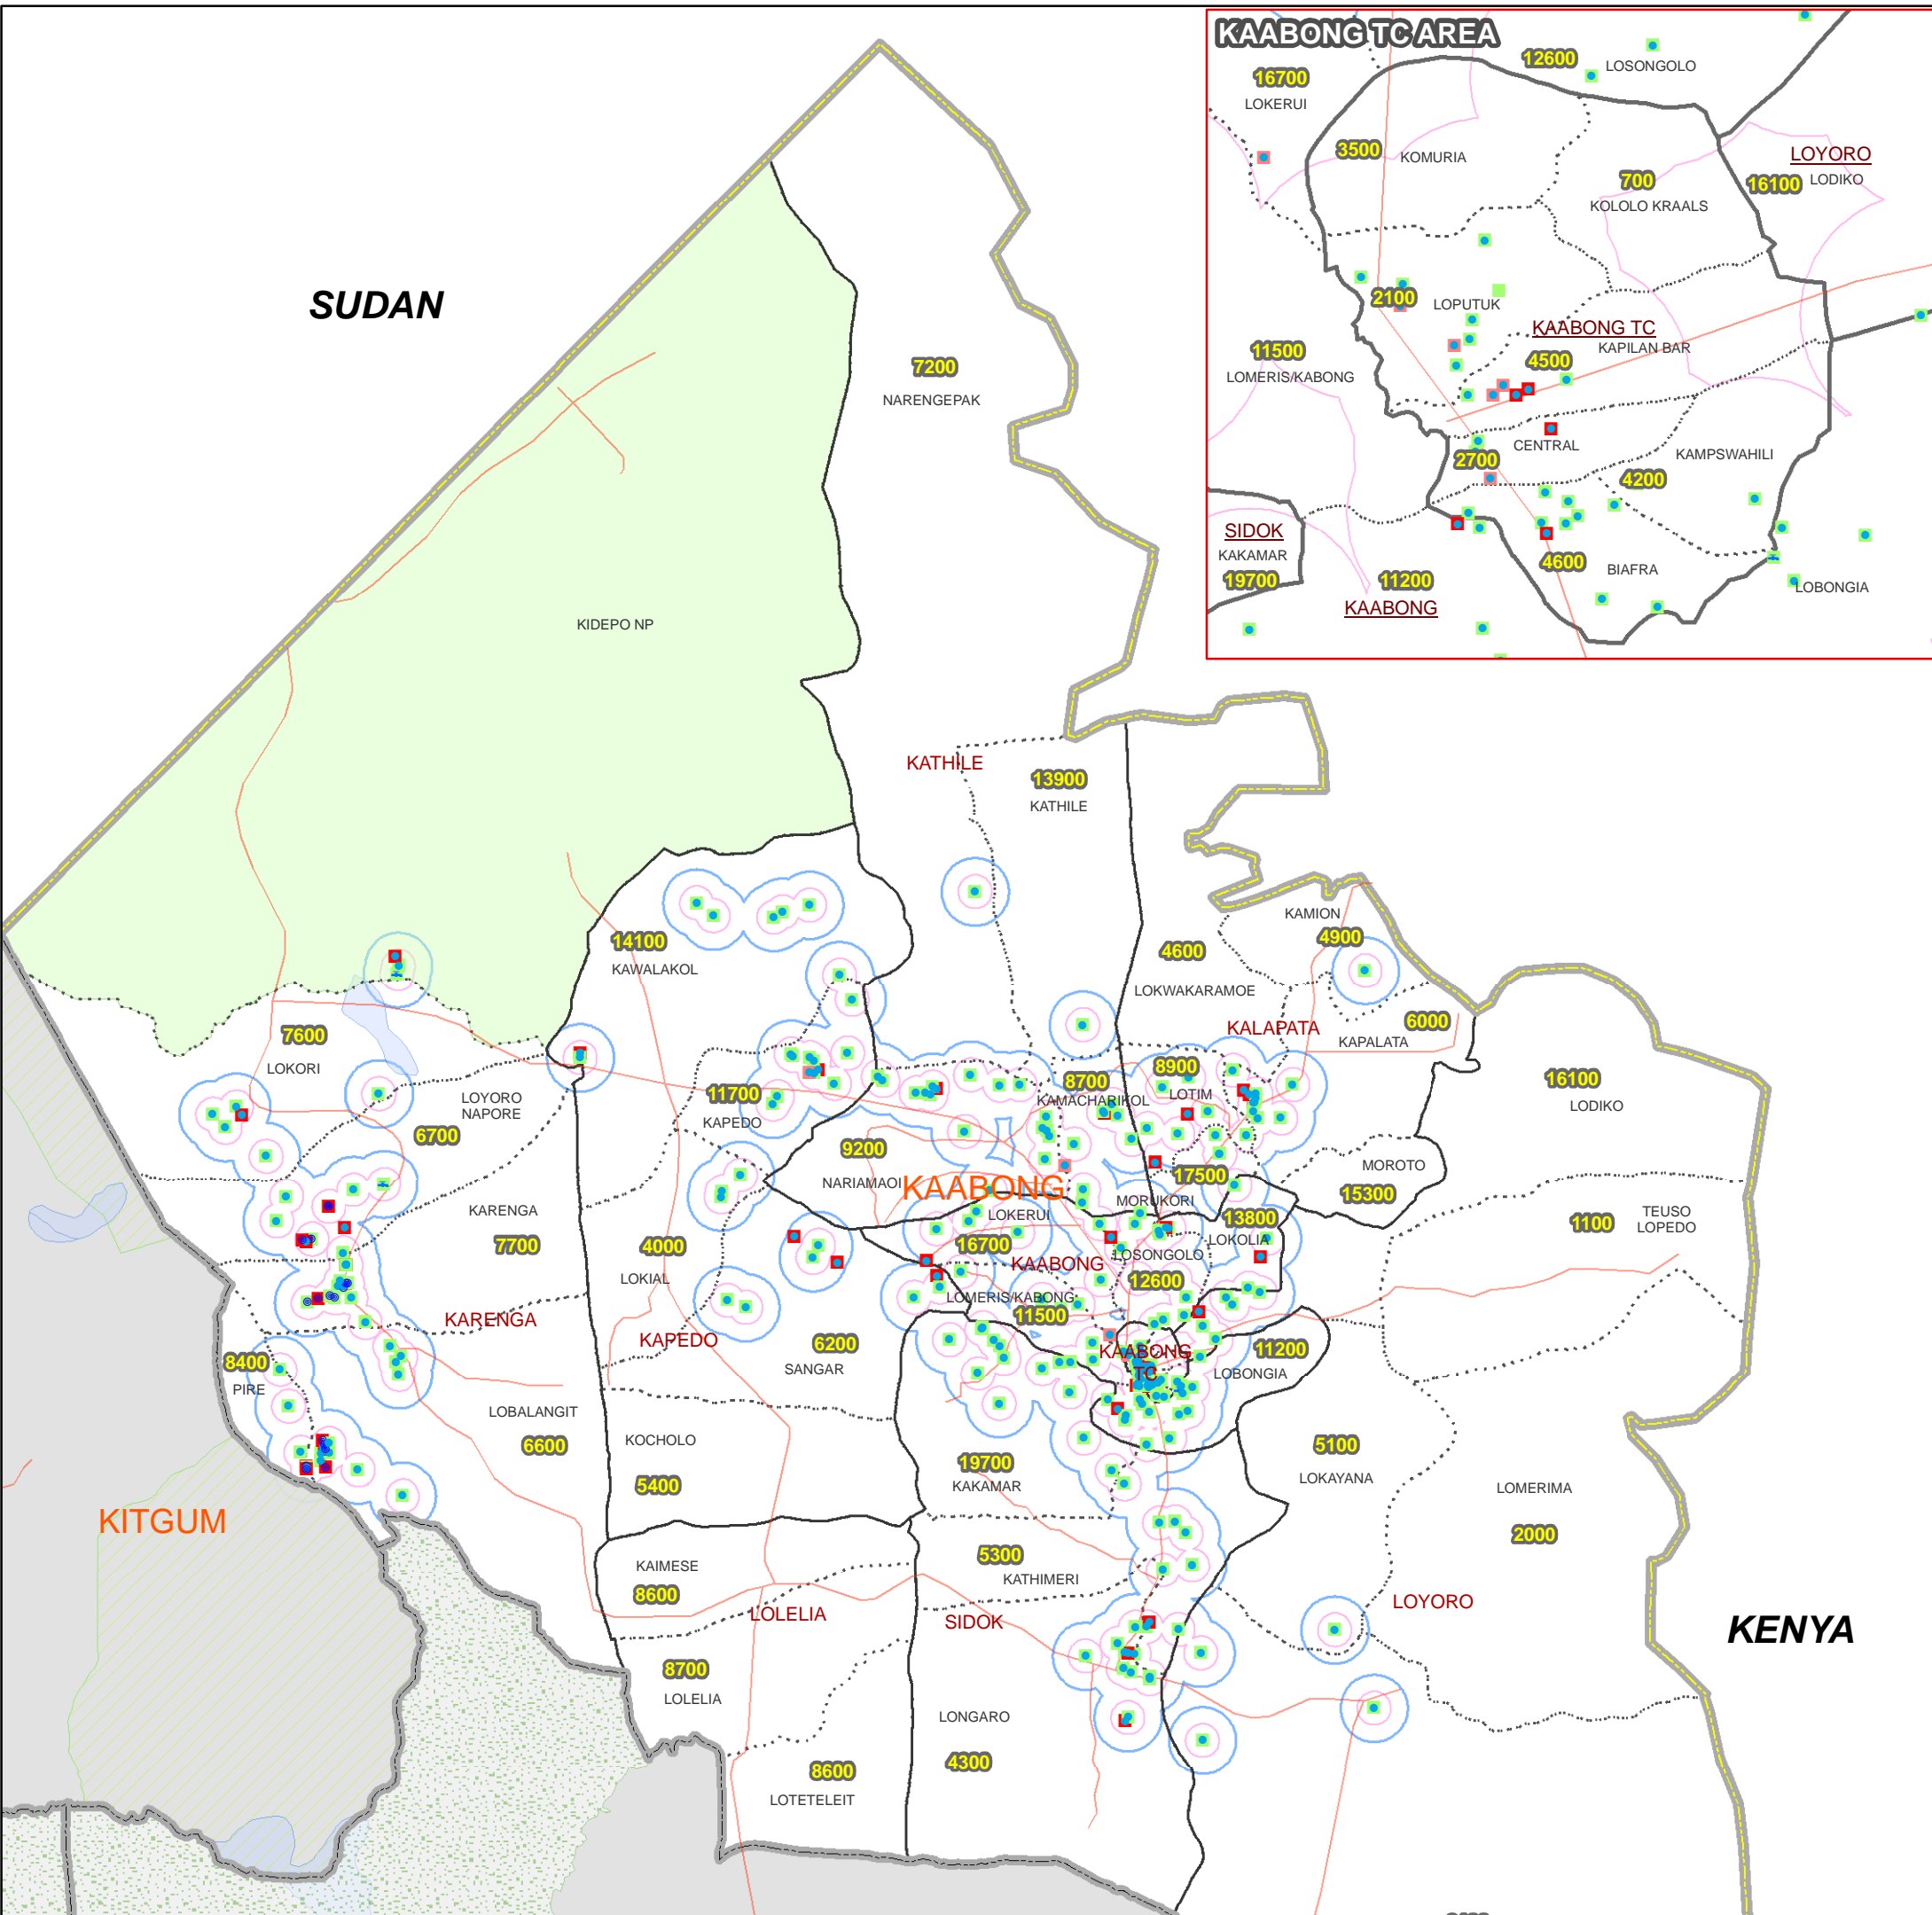 KAABONG TC AREA
12600
LOSONGOLO
16700
LOKERUI
3500
KOMURIA
LOYORO
700
16100
LODIKO
KOLOLO KRAALS
2100
LOPUTUK
KAABONG TC
KAPILAN BAR
11500
4500
LOMERIS/KABONG
CENTRAL
KAMPSWAHILI
2700
4200
SIDOK
KAKAMAR
19700
4600
BIAFRA
11200
LOBONGIA
KAABONG
SUDAN
7200
NARENGEPAK
KIDEPO NP
KATHILE
13900
KATHILE
KAMION
4900
14100
KAWALAKOL
4600
LOKWAKARAMOE
6000
KALAPATA
KAPALATA
7600
LOKORI
8900
LOTIM
8700
KAMACHARIKOL
16100
LODIKO
LOYORO
NAPORE
6700
11700
KAPEDO
9200
NARIAMAOI
MOROTO
15300
17500
MORUKORI
KAABONG
KARENGA
7700
LOKERUI
16700
13800
LOKOLIA
TEUSO
LOPEDO
1100
4000
LOKIAL
LOSONGOLO
KAABONG
12600
LOMERIS/KABONG
11500
KARENGA
KAPEDO
6200
SANGAR
KAABONG
TC
11200
LOBONGIA
8400
PIRE
LOBALANGIT
6600
KOCHOLO
5400
19700
KAKAMAR
5100
LOKAYANA
LOMERIMA
2000
KITGUM
KAIMESE
8600
5300
KATHIMERI
LOLELIA
SIDOK
LOYORO
KENYA
8700
LOLELIA
LONGARO
4300
8600
LOTETELEIT